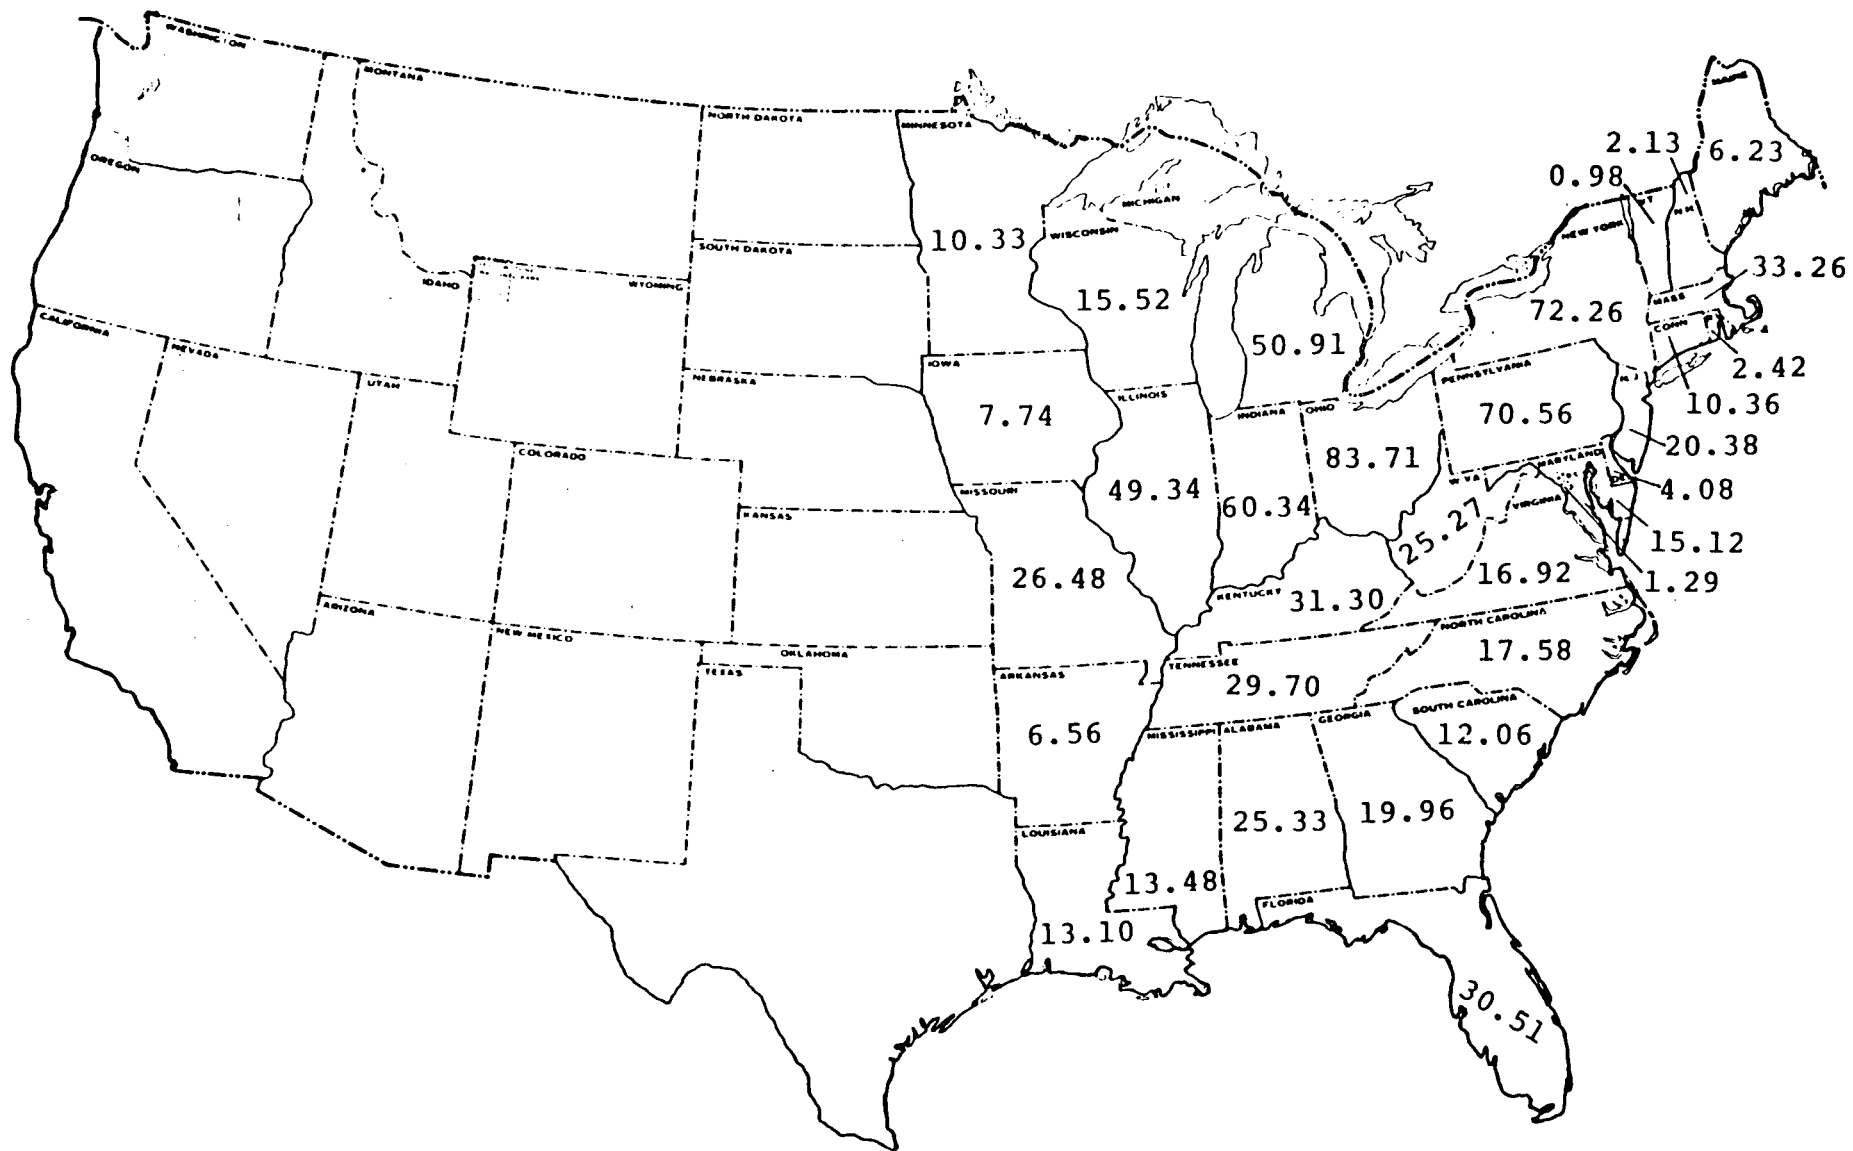 WASHINGTON
MONTANA
MAINE
NORTH DAKOTA
MINNESOTA
2.13
6.23
OREGON
0.98
MICHIGAN
N H
NEW YORK
WISCONSIN
10.33
SOUTH DAKOTA
33.26
IDAHO
WYOMING
15.52
MASS
72.26
CALIFORNIA
CONN
50.91
NEVADA
IOWA
PENNSYLVANIA
2.42
UTAH
NEBRASKA
N J
ILLINOIS
10.36
7.74
INDIANA
OHIO
70.56
20.38
COLORADO
83.71
MARYLAND
W VA
DEL
49.34
4.08
MISSOURI
60.34
VIRGINIA
KANSAS
25.27
15.12
26.48
16.92
1.29
KENTUCKY
31.30
ARIZONA
NORTH CAROLINA
NEW MEXICO
OKLAHOMA
17.58
TEXAS
ARKANSAS
TENNESSEE
29.70
SOUTH CAROLINA
GEORGIA
6.56
MISSISSIPPI
ALABAMA
12.06
25.33
19.96
LOUISIANA
13.48
FLORIDA
13.10
30.51